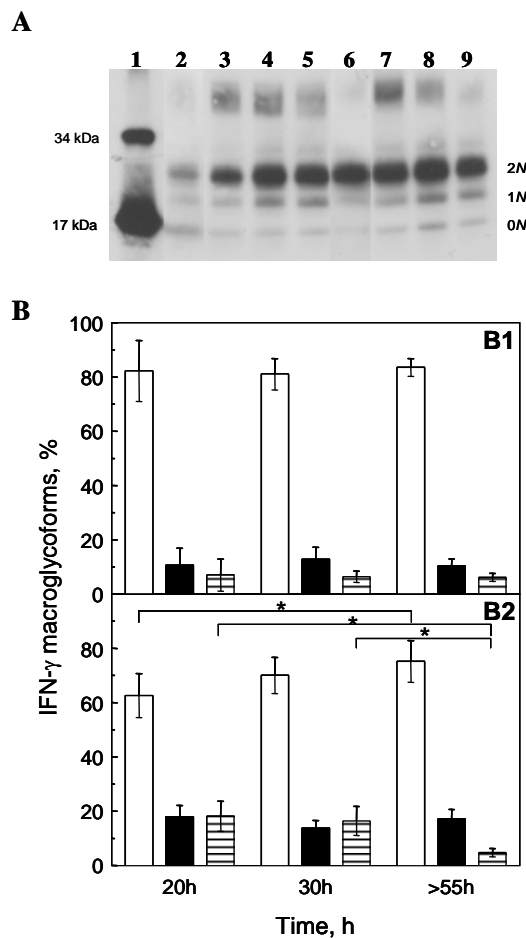 A
1 2 3 4 5 6 7 8 9
34 kDa
2N
1N
17 kDa
0N
B
B1
100
80
60
40
20
0
IFN-γ macroglycoforms, %
B2
*
*
*
80
60
40
20
0
20h 30h >55h
Time, h